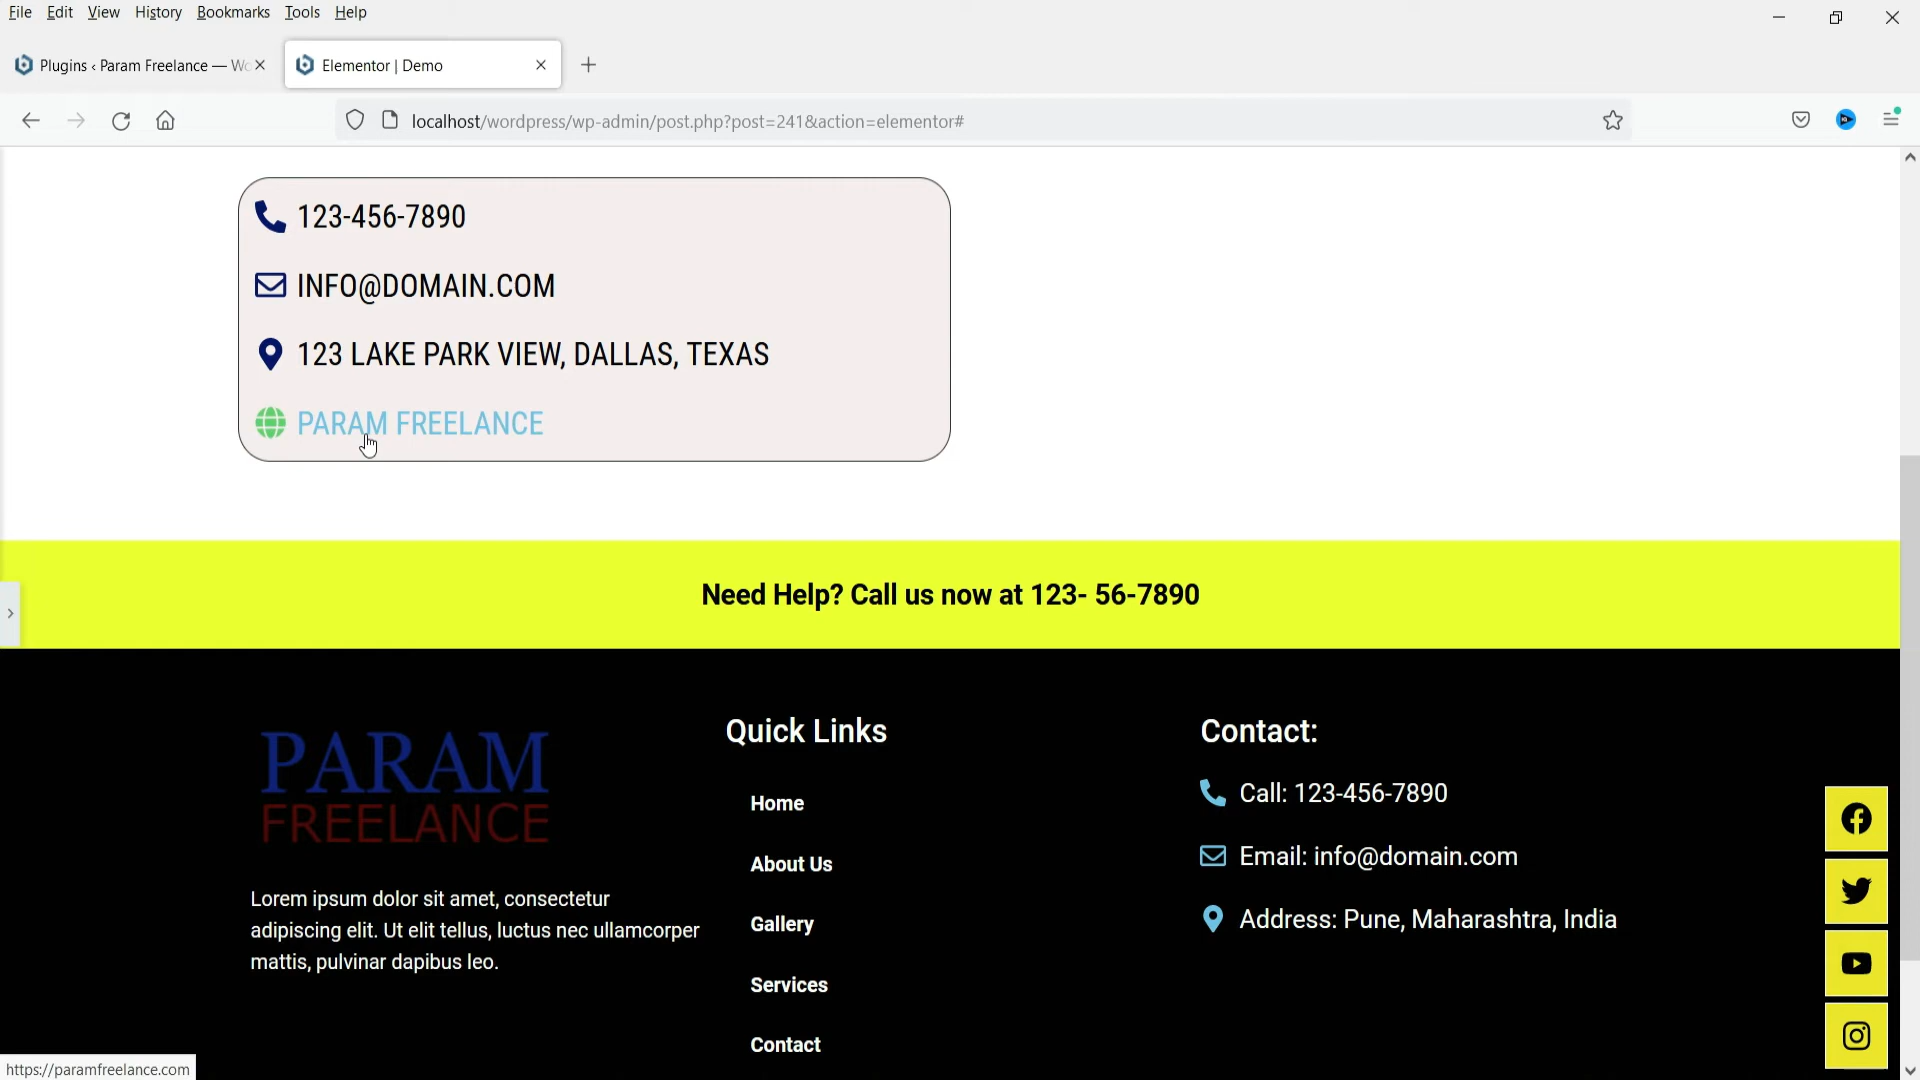 File Edit View History Bookmarks Tools Help
Plugins ‹ Param Freelance — Wo
Elementor | Demo
localhost/wordpress/wp-admin/post.php?post=241&action=elementor#
123-456-7890
INFO@DOMAIN.COM
123 LAKE PARK VIEW, DALLAS, TEXAS
PARAM FREELANCE
Need Help? Call us now at 123- 56-7890
PARAM
FREELANCE
Lorem ipsum dolor sit amet, consectetur
adipiscing elit. Ut elit tellus, luctus nec ullamcorper
mattis, pulvinar dapibus leo.
Quick Links
Home
About Us
Gallery
Services
Contact
Contact:
Call: 123-456-7890
Email: info@domain.com
Address: Pune, Maharashtra, India
https://paramfreelance.com